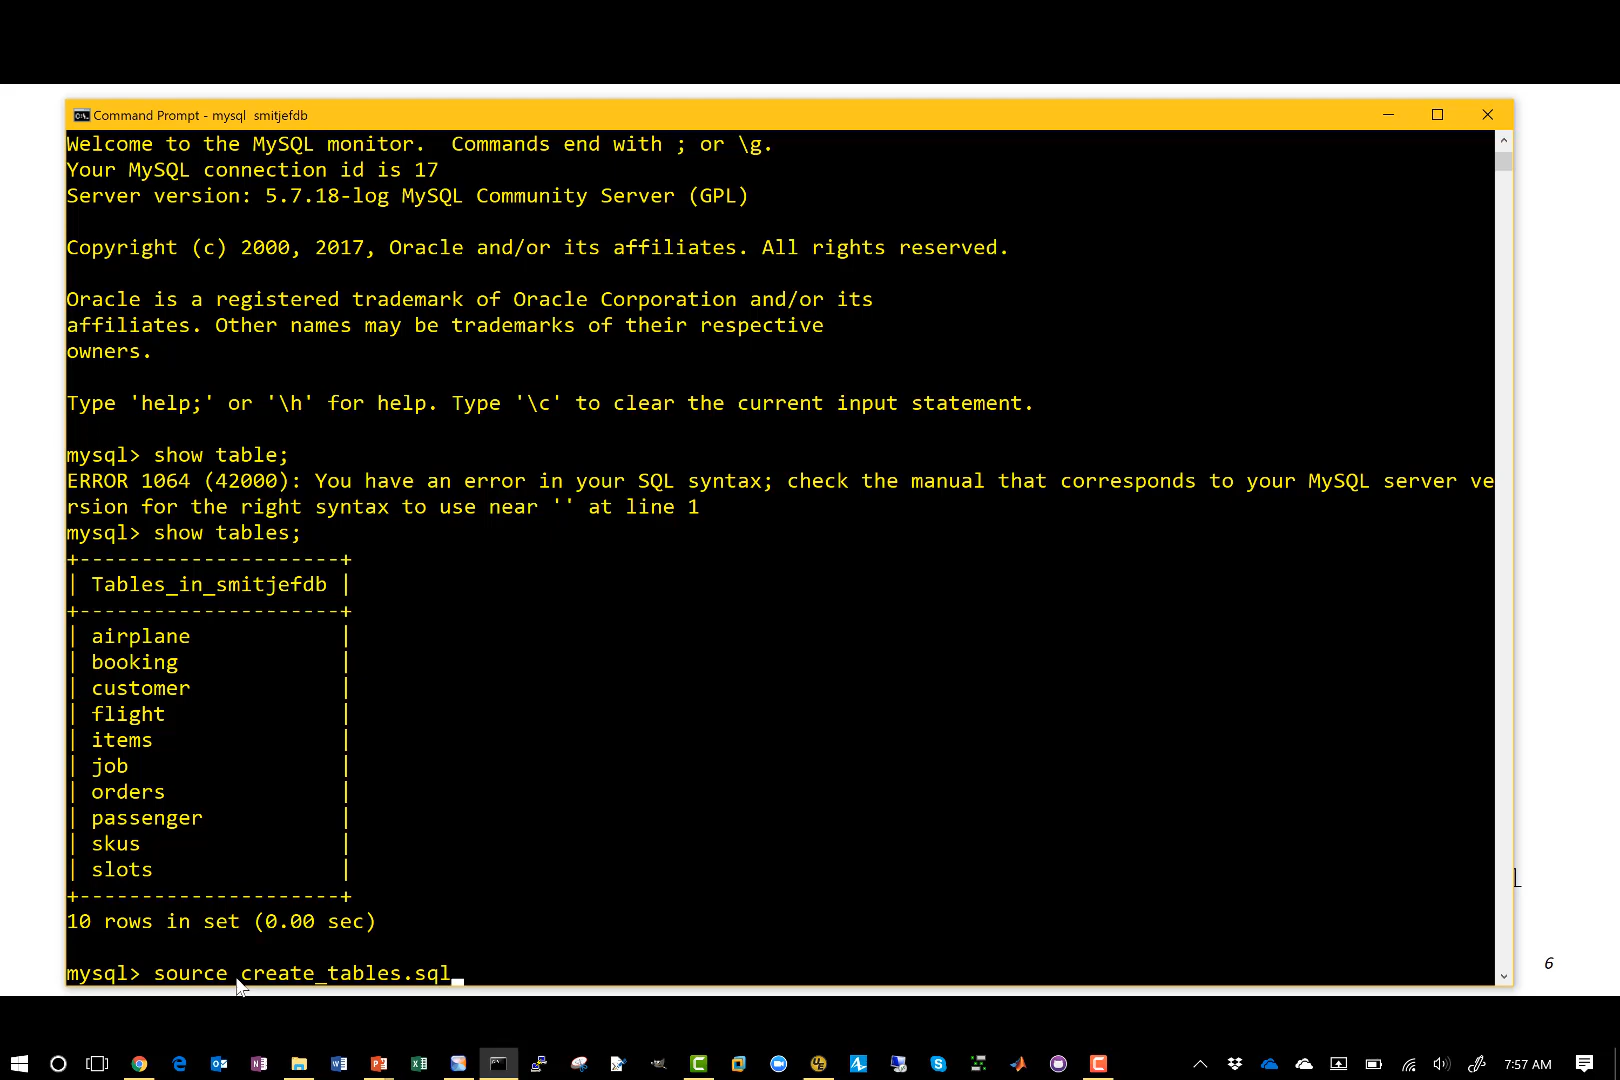 Command Prompt - mysql  smitjefdb
Welcome to the MySQL monitor.  Commands end with ; or \g.
Your MySQL connection id is 17
Server version: 5.7.18-log MySQL Community Server (GPL)
Copyright (c) 2000, 2017, Oracle and/or its affiliates. All rights reserved.
Oracle is a registered trademark of Oracle Corporation and/or its
affiliates. Other names may be trademarks of their respective
owners.
Type 'help;' or '\h' for help. Type '\c' to clear the current input statement.
mysql> show table;
ERROR 1064 (42000): You have an error in your SQL syntax; check the manual that corresponds to your MySQL server ve
rsion for the right syntax to use near '' at line 1
mysql> show tables;
+---------------------+
| Tables_in_smitjefdb |
+---------------------+
| airplane            |
| booking             |
| customer            |
| flight              |
| items               |
| job                 |
| orders              |
| passenger           |
| skus                |
| slots               |
+---------------------+
10 rows in set (0.00 sec)
mysql> source create_tables.sql
6
7:57 AM